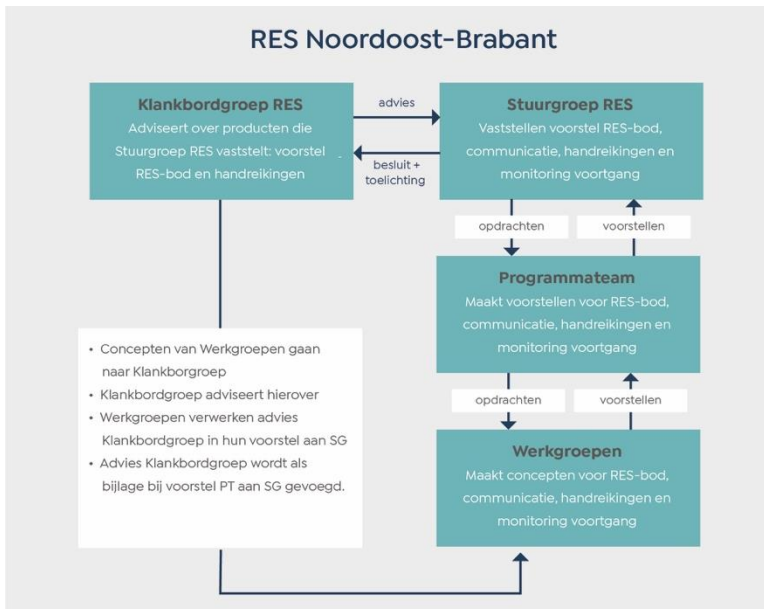 RES Noordoost-Brabant
Klankbordgroep RES
Adviseert over producten die
Stuurgroep RES vaststelt: voorstel
RES-bod en handreikingen
advies
besluit +
toelichting
Stuurgroep RES
Vaststellen voorstel RES-bod,
communicatie, handreikingen en
monitoring voortgang
opdrachten
voorstellen
Programmateam
Maakt voorstellen voor RES-bod,
communicatie, handreikingen en
monitoring voortgang
opdrachten
voorstellen
Werkgroepen
Maakt concepten voor RES-bod,
communicatie, handreikingen en
monitoring voortgang
• Concepten van Werkgroepen gaan
naar Klankborgroep
• Klankbordgroep adviseert hierover
• Werkgroepen verwerken advies
Klankbordgroep in hun voorstel aan SG
• Advies Klankbordgroep wordt als
bijlage bij voorstel PT aan SG gevoegd.